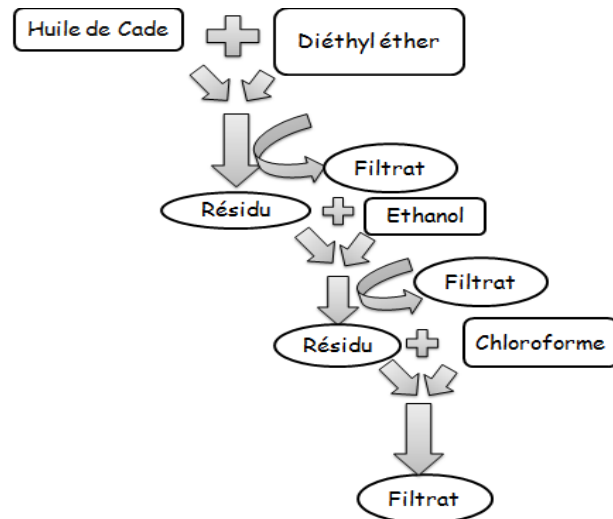 Huile de Cade
Diéthyl éther
Filtrat
Résidu
Ethanol
Filtrat
Résidu
Chloroforme
Filtrat